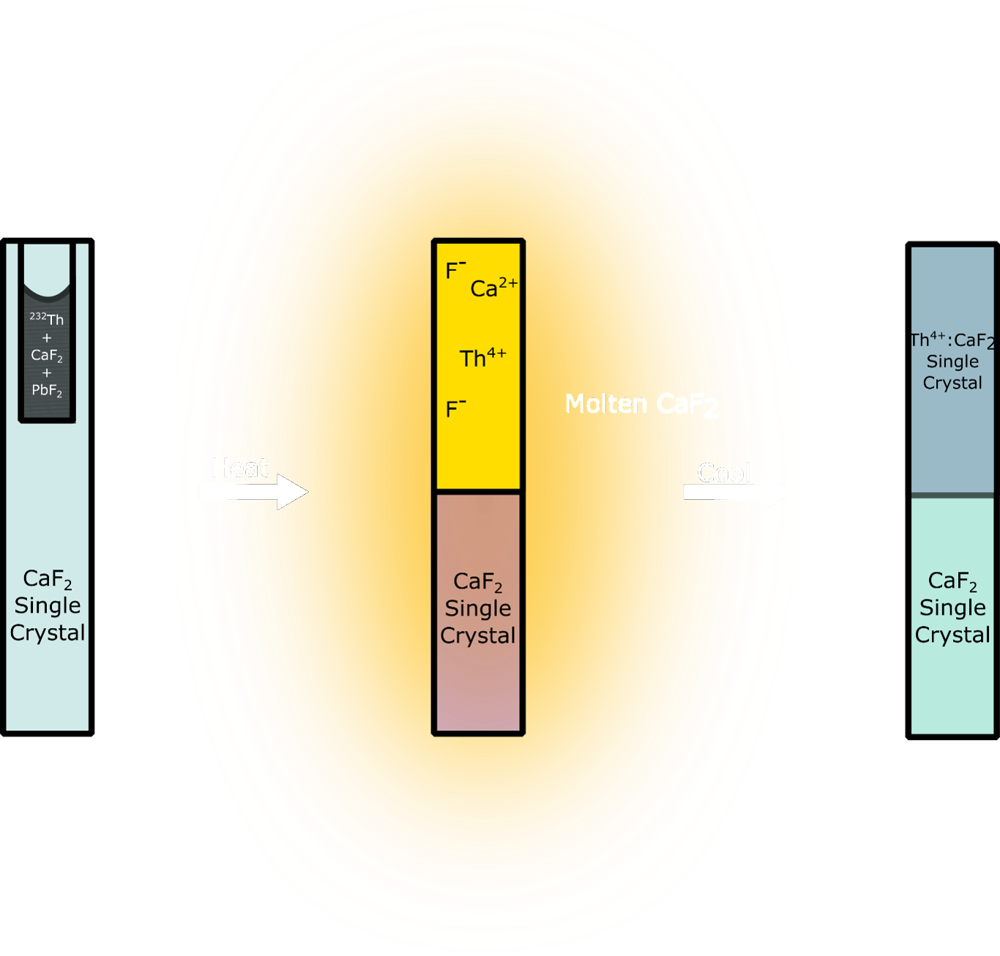 ²³²Th
+
CaF₂
+
PbF₂
CaF₂
Single
Crystal
Heat
F⁻
Ca²⁺
Th⁴⁺
F⁻
CaF₂
Single
Crystal
Molten CaF₂
Cool
Th⁴⁺:CaF₂
Single
Crystal
CaF₂
Single
Crystal